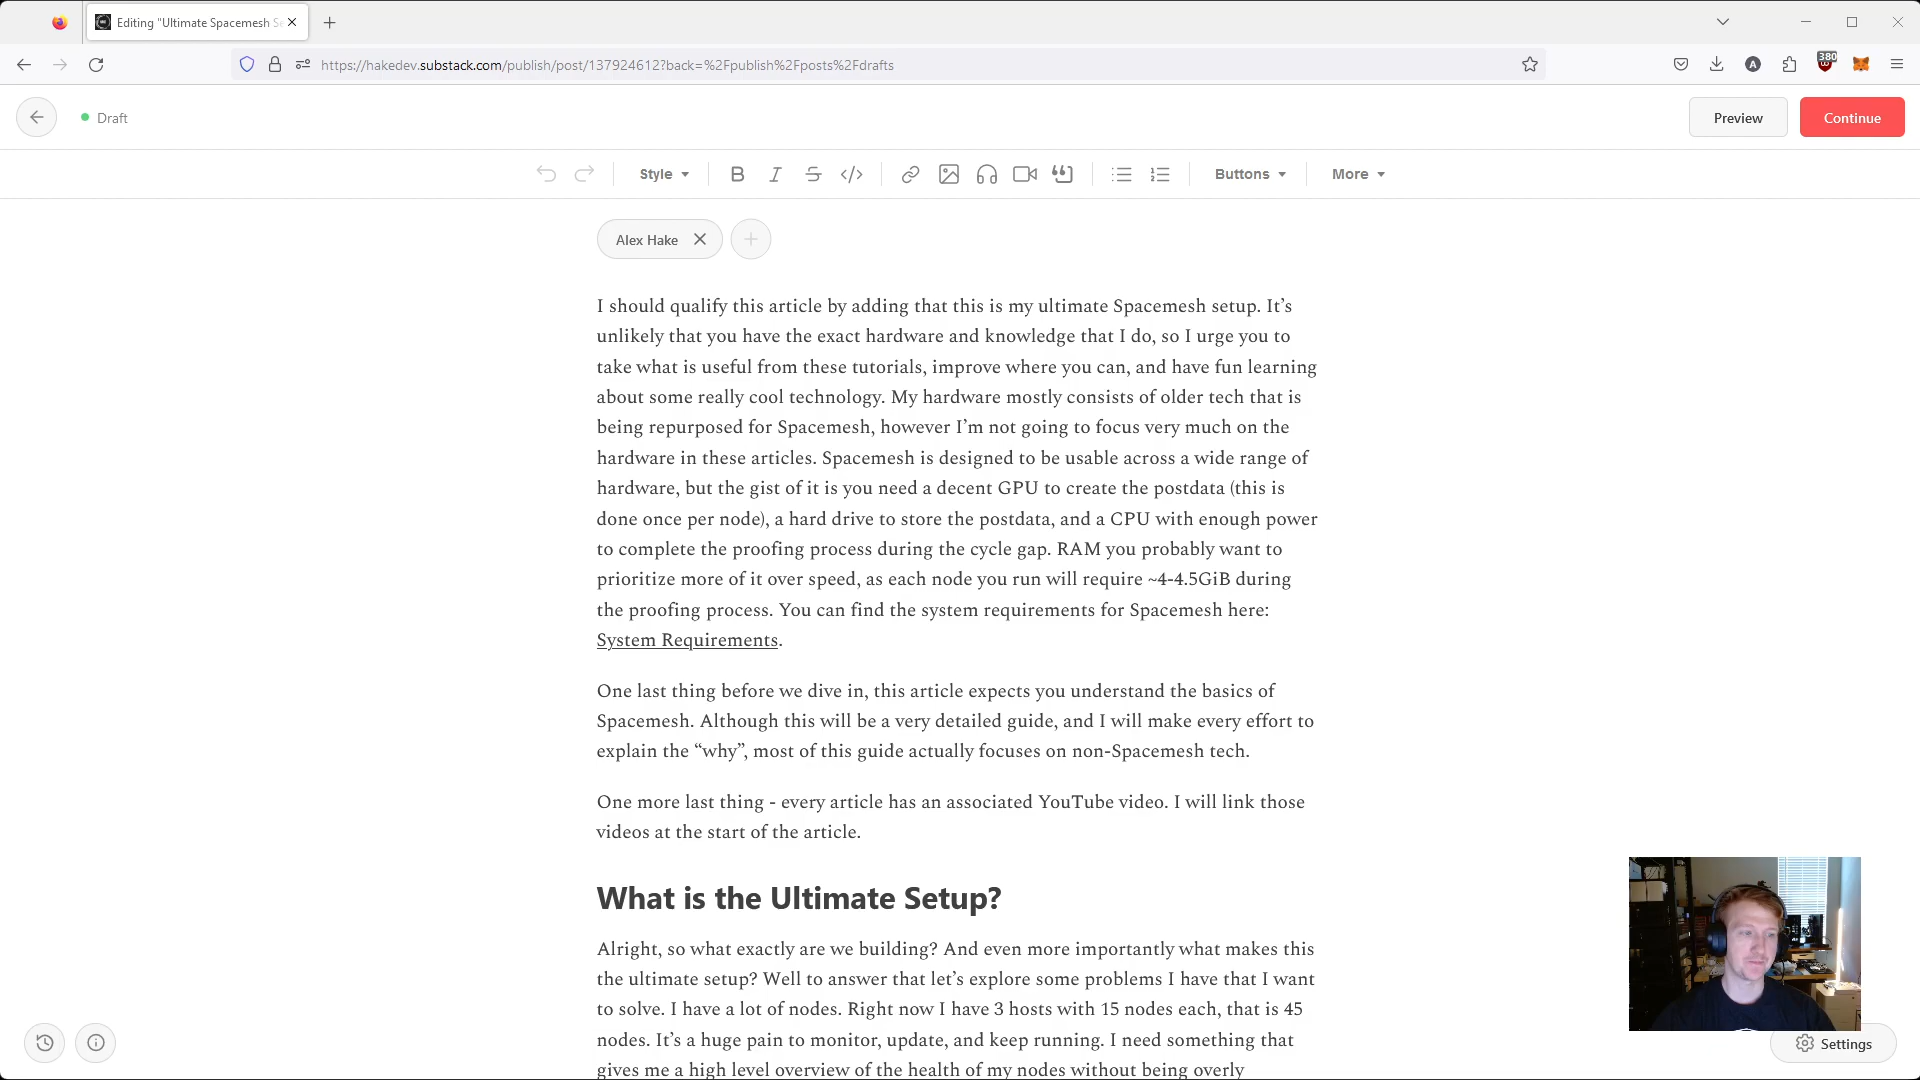 Editing "Ultimate Spacemesh Se
https://hakedev.substack.com/publish/post/137924612?back=%2Fpublish%2Fposts%2Fdrafts
380
A
Draft
Preview
Continue
Style
Buttons
More
Alex Hake
I should qualify this article by adding that this is my ultimate Spacemesh setup. It’s
unlikely that you have the exact hardware and knowledge that I do, so I urge you to
take what is useful from these tutorials, improve where you can, and have fun learning
about some really cool technology. My hardware mostly consists of older tech that is
being repurposed for Spacemesh, however I’m not going to focus very much on the
hardware in these articles. Spacemesh is designed to be usable across a wide range of
hardware, but the gist of it is you need a decent GPU to create the postdata (this is
done once per node), a hard drive to store the postdata, and a CPU with enough power
to complete the proofing process during the cycle gap. RAM you probably want to
prioritize more of it over speed, as each node you run will require ~4-4.5GiB during
the proofing process. You can find the system requirements for Spacemesh here:
System Requirements.
One last thing before we dive in, this article expects you understand the basics of
Spacemesh. Although this will be a very detailed guide, and I will make every effort to
explain the “why”, most of this guide actually focuses on non-Spacemesh tech.
One more last thing - every article has an associated YouTube video. I will link those
videos at the start of the article.
What is the Ultimate Setup?
Alright, so what exactly are we building? And even more importantly what makes this
the ultimate setup? Well to answer that let’s explore some problems I have that I want
to solve. I have a lot of nodes. Right now I have 3 hosts with 15 nodes each, that is 45
nodes. It’s a huge pain to monitor, update, and keep running. I need something that
gives me a high level overview of the health of my nodes without being overly
Settings